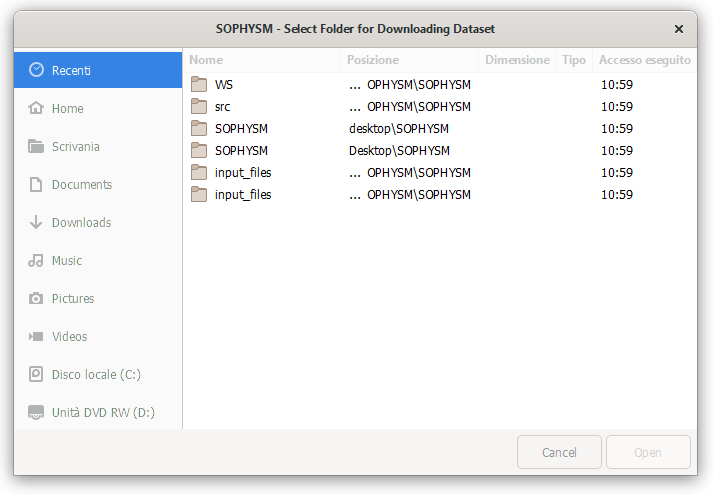 SOPHYSM - Select Folder for Downloading Dataset
Recenti
Home
Scrivania
Documents
Downloads
Music
Pictures
Videos
Disco locale (C:)
Unità DVD RW (D:)
Nome Posizione Dimensione Tipo Accesso eseguito
WS ... OPHYSM\SOPHYSM 10:59
src ... OPHYSM\SOPHYSM 10:59
SOPHYSM desktop\SOPHYSM 10:59
SOPHYSM Desktop\SOPHYSM 10:59
input_files ... OPHYSM\SOPHYSM 10:59
input_files ... OPHYSM\SOPHYSM 10:59
Cancel Open